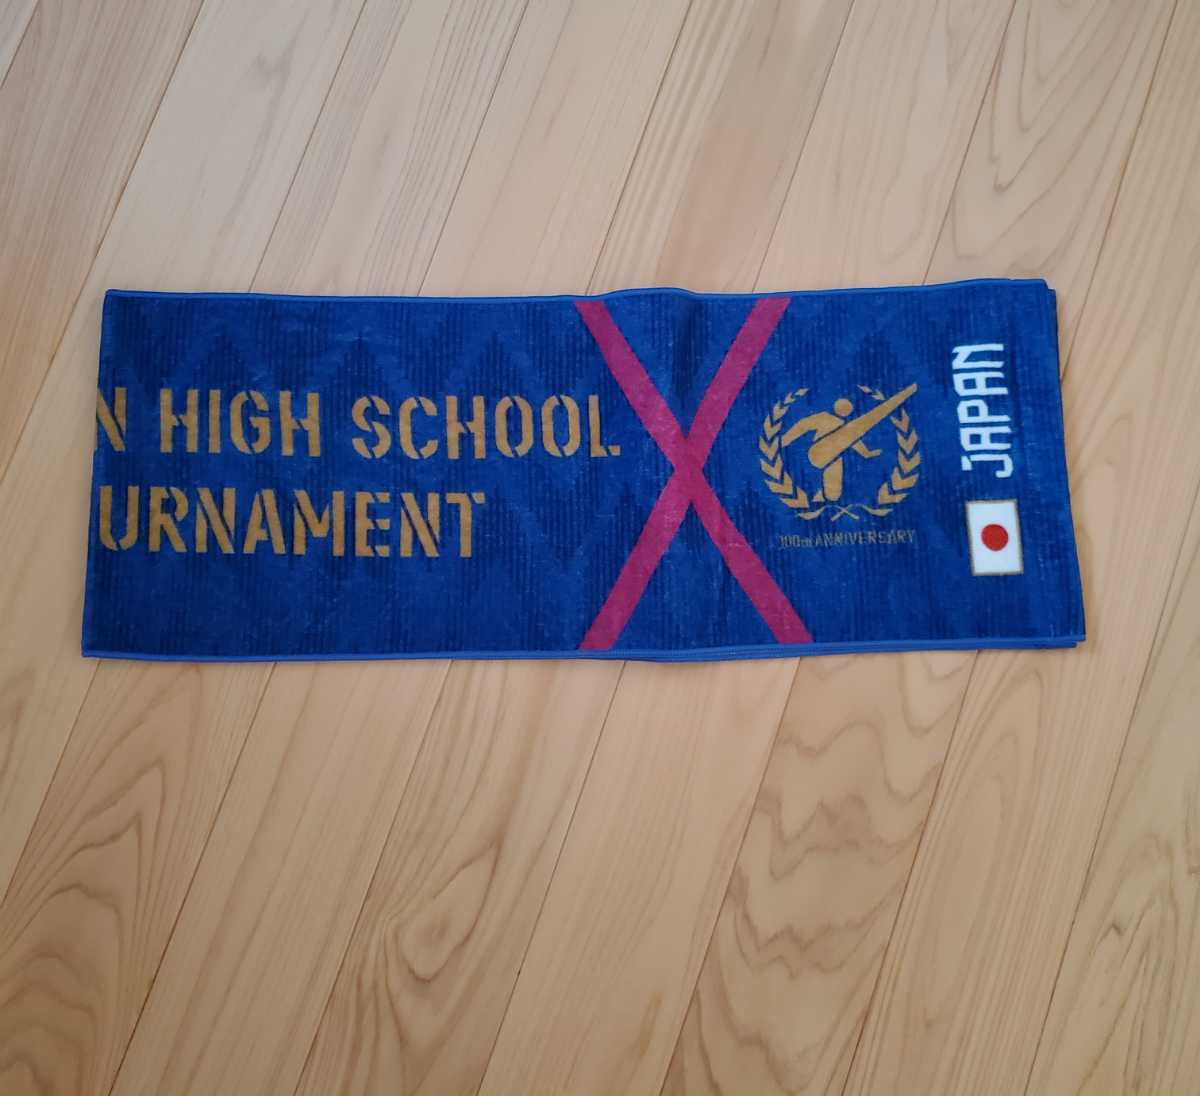 N HIGH SCHOOL
URNAMENT
100th ANNIVERSARY
JAPAN